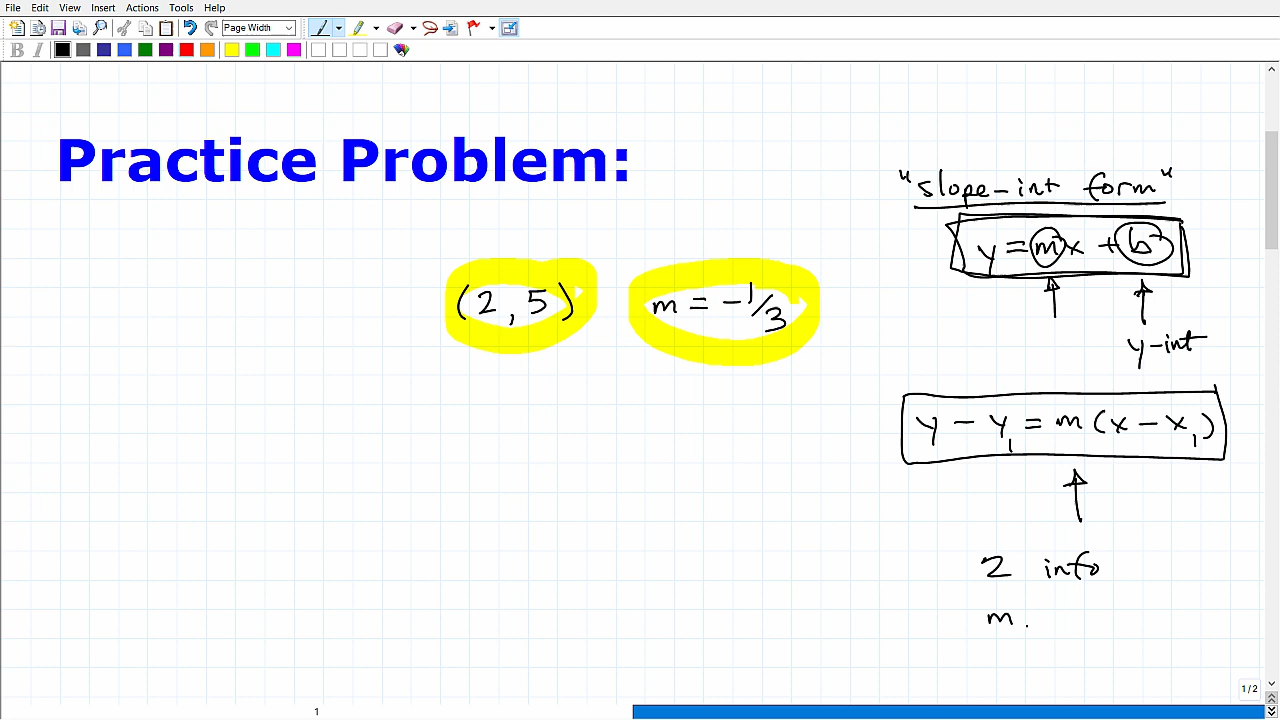 File Edit View Insert Actions Tools Help
Page Width
B I
Practice Problem:
"slope-int form"
y = mx + b
(2, 5) m = -1/3
y-int
y - y₁ = m(x - x₁)
2 info
m.
1/2
1